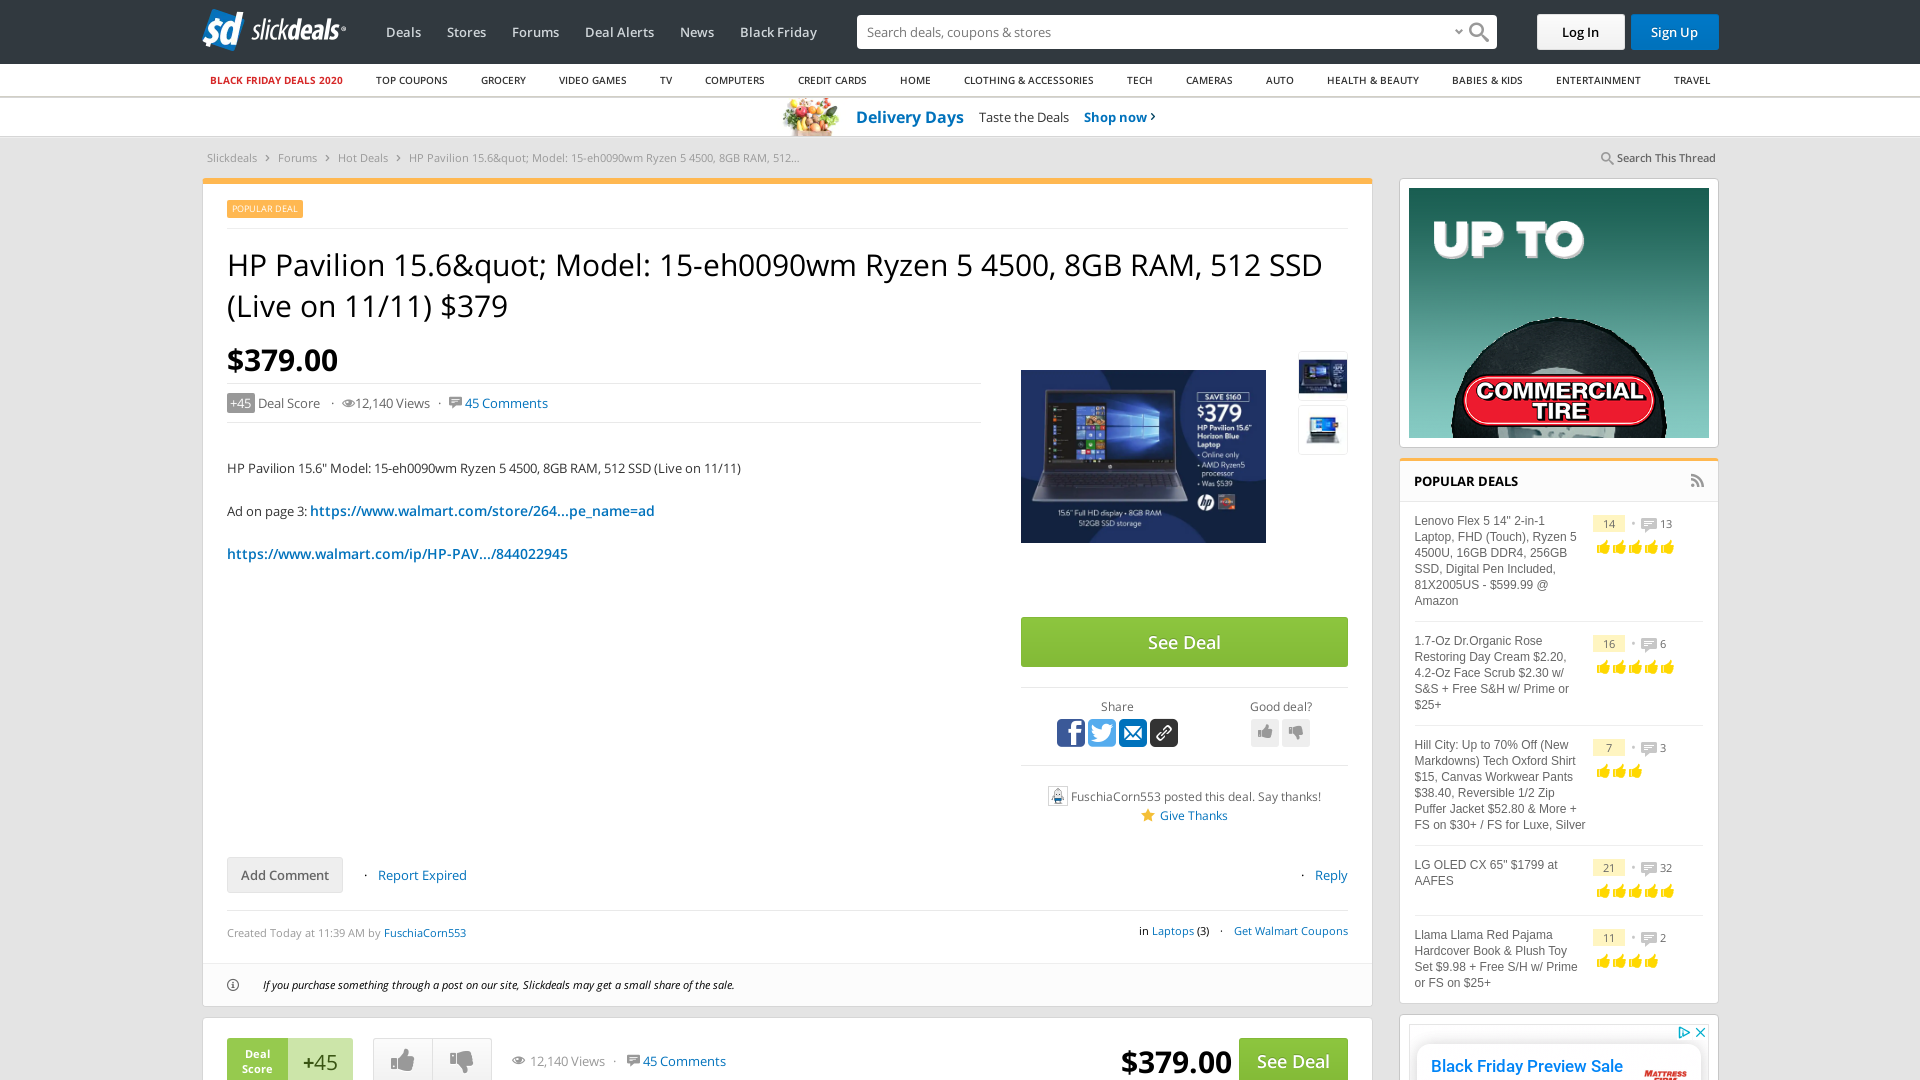 slickdeals
Deals Stores Forums Deal Alerts News Black Friday
Search deals, coupons & stores
Log In Sign Up
BLACK FRIDAY DEALS 2020 TOP COUPONS GROCERY VIDEO GAMES TV COMPUTERS CREDIT CARDS HOME CLOTHING & ACCESSORIES TECH CAMERAS AUTO HEALTH & BEAUTY BABIES & KIDS ENTERTAINMENT TRAVEL
Delivery Days Taste the Deals Shop now
Slickdeals Forums Hot Deals HP Pavilion 15.6&quot; Model: 15-eh0090wm Ryzen 5 4500, 8GB RAM, 512...
Search This Thread
POPULAR DEAL
HP Pavilion 15.6&quot; Model: 15-eh0090wm Ryzen 5 4500, 8GB RAM, 512 SSD
(Live on 11/11) $379
$379.00
+45 Deal Score · 12,140 Views · 45 Comments
HP Pavilion 15.6" Model: 15-eh0090wm Ryzen 5 4500, 8GB RAM, 512 SSD (Live on 11/11)
Ad on page 3: https://www.walmart.com/store/264...pe_name=ad
https://www.walmart.com/ip/HP-PAV.../844022945
SAVE $160
$379
HP Pavilion 15.6"
Horizon Blue
Laptop
• Online only
• AMD Ryzen5
processor
• Was $539
hp
15.6" Full HD display • 8GB RAM
512GB SSD storage
See Deal
Share
Good deal?
FuschiaCorn553 posted this deal. Say thanks!
Give Thanks
Add Comment · Report Expired
· Reply
Created Today at 11:39 AM by FuschiaCorn553
in Laptops (3) · Get Walmart Coupons
If you purchase something through a post on our site, Slickdeals may get a small share of the sale.
Deal
Score
+45
12,140 Views · 45 Comments
$379.00
See Deal
UP TO
COMMERCIAL
TIRE
POPULAR DEALS
Lenovo Flex 5 14" 2-in-1
Laptop, FHD (Touch), Ryzen 5
4500U, 16GB DDR4, 256GB
SSD, Digital Pen Included,
81X2005US - $599.99 @
Amazon
14 • 13
1.7-Oz Dr.Organic Rose
Restoring Day Cream $2.20,
4.2-Oz Face Scrub $2.30 w/
S&S + Free S&H w/ Prime or
$25+
16 • 6
Hill City: Up to 70% Off (New
Markdowns) Tech Oxford Shirt
$15, Canvas Workwear Pants
$38.40, Reversible 1/2 Zip
Puffer Jacket $52.80 & More +
FS on $30+ / FS for Luxe, Silver
7 • 3
LG OLED CX 65" $1799 at
AAFES
21 • 32
Llama Llama Red Pajama
Hardcover Book & Plush Toy
Set $9.98 + Free S/H w/ Prime
or FS on $25+
11 • 2
Black Friday Preview Sale
MATTRESS